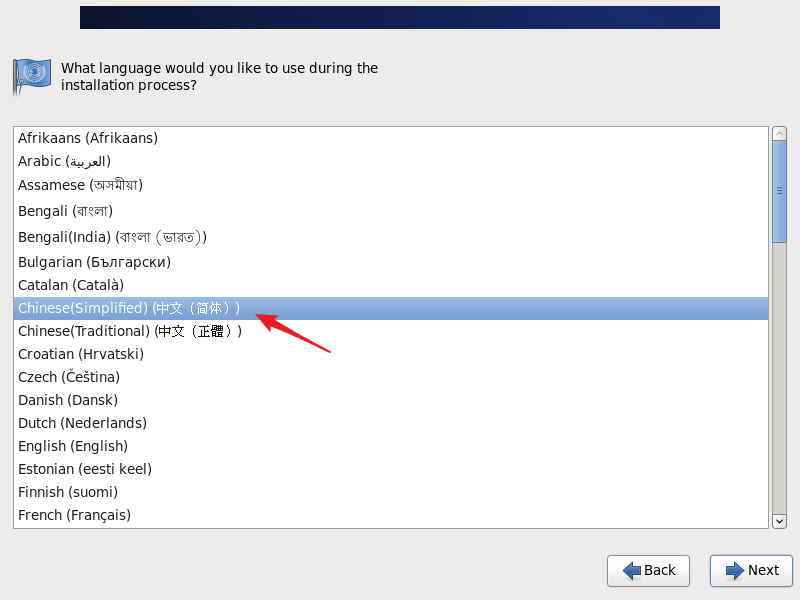 What language would you like to use during the
installation process?
Afrikaans (Afrikaans)
Arabic (العربية)
Assamese (অসমীয়া)
Bengali (বাংলা)
Bengali(India) (বাংলা (ভারত))
Bulgarian (Български)
Catalan (Català)
Chinese(Simplified) (中文（简体）)
Chinese(Traditional) (中文（正體）)
Croatian (Hrvatski)
Czech (Čeština)
Danish (Dansk)
Dutch (Nederlands)
English (English)
Estonian (eesti keel)
Finnish (suomi)
French (Français)
Back
Next